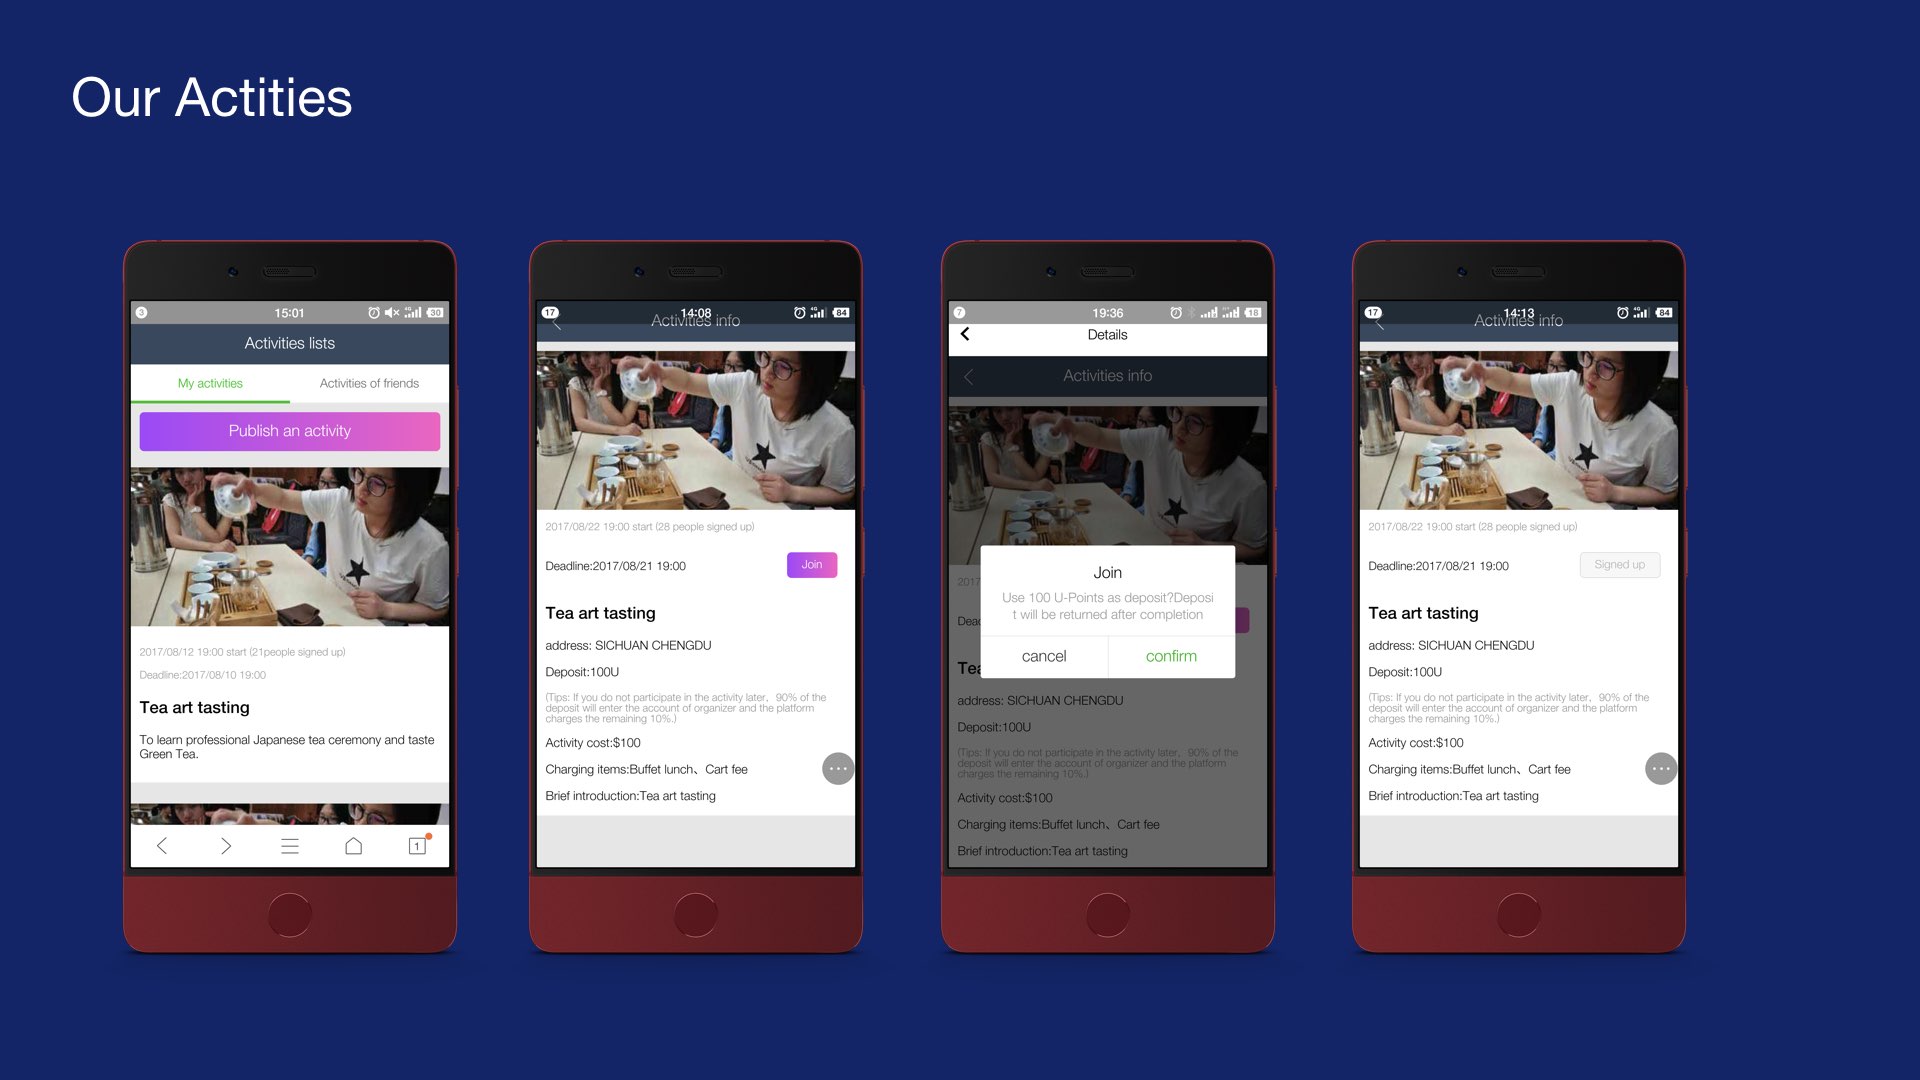 Our Actities
3
15:01
30
Activities lists
My activities
Activities of friends
Publish an activity
2017/08/12 19:00 start (21people signed up)
Deadline:2017/08/10 19:00
Tea art tasting
To learn professional Japanese tea ceremony and taste
Green Tea.
1
17
14:08
84
Activities info
2017/08/22 19:00 start (28 people signed up)
Deadline:2017/08/21 19:00
Join
Tea art tasting
address: SICHUAN CHENGDU
Deposit:100U
(Tips: If you do not participate in the activity later, 90% of the
deposit will enter the account of organizer and the platform
charges the remaining 10%.)
Activity cost:$100
Charging items:Buffet lunch、Cart fee
Brief introduction:Tea art tasting
7
19:36
18
Details
Activities info
2017
Dead
Join
Use 100 U-Points as deposit?Deposi
t will be returned after completion
cancel
confirm
Tea
address: SICHUAN CHENGDU
Deposit:100U
(Tips: If you do not participate in the activity later, 90% of the
deposit will enter the account of organizer and the platform
charges the remaining 10%.)
Activity cost:$100
Charging items:Buffet lunch、Cart fee
Brief introduction:Tea art tasting
17
14:13
84
Activities info
2017/08/22 19:00 start (28 people signed up)
Deadline:2017/08/21 19:00
Signed up
Tea art tasting
address: SICHUAN CHENGDU
Deposit:100U
(Tips: If you do not participate in the activity later, 90% of the
deposit will enter the account of organizer and the platform
charges the remaining 10%.)
Activity cost:$100
Charging items:Buffet lunch、Cart fee
Brief introduction:Tea art tasting